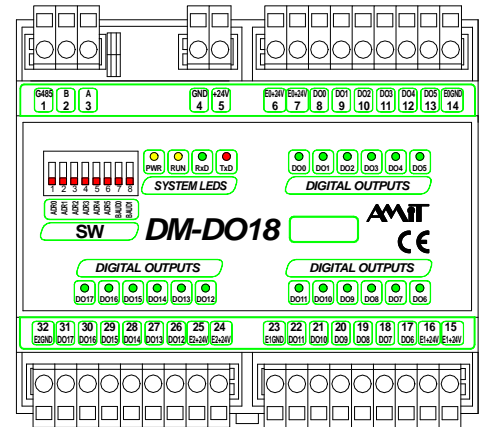 G485 B A GND +24V E0+24V E0+24V DO0 DO1 DO2 DO3 DO4 DO5 E0GND
1 2 3 4 5 6 7 8 9 10 11 12 13 14
PWR RUN RxD TxD DO0 DO1 DO2 DO3 DO4 DO5
SYSTEM LEDS DIGITAL OUTPUTS
1 2 3 4 5 6 7 8
ADR0 ADR1 ADR2 ADR3 ADR4 ADR5 BAUD0 BAUD1
SW DM-DO18 AMiT
CE
DIGITAL OUTPUTS DIGITAL OUTPUTS
DO17 DO16 DO15 DO14 DO13 DO12 DO11 DO10 DO9 DO8 DO7 DO6
32 31 30 29 28 27 26 25 24 23 22 21 20 19 18 17 16 15
E2GND DO17 DO16 DO15 DO14 DO13 DO12 E2+24V E2+24V E1GND DO11 DO10 DO9 DO8 DO7 DO6 E1+24V E1+24V